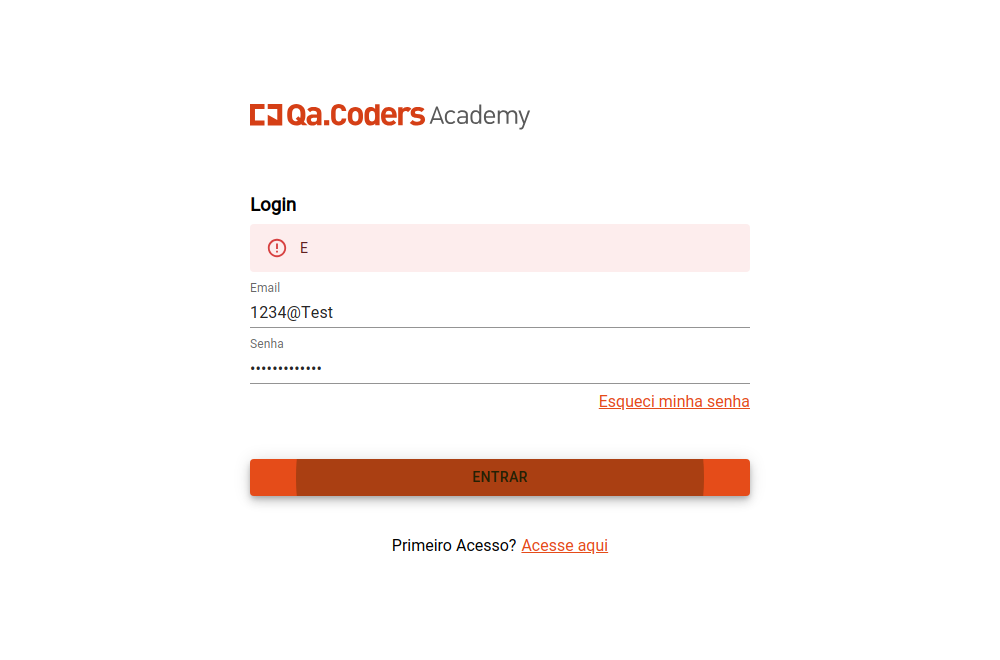 Qa.Coders Academy
Login
E
Email
1234@Test
Senha
•••••••••••••
Esqueci minha senha
ENTRAR
Primeiro Acesso? Acesse aqui